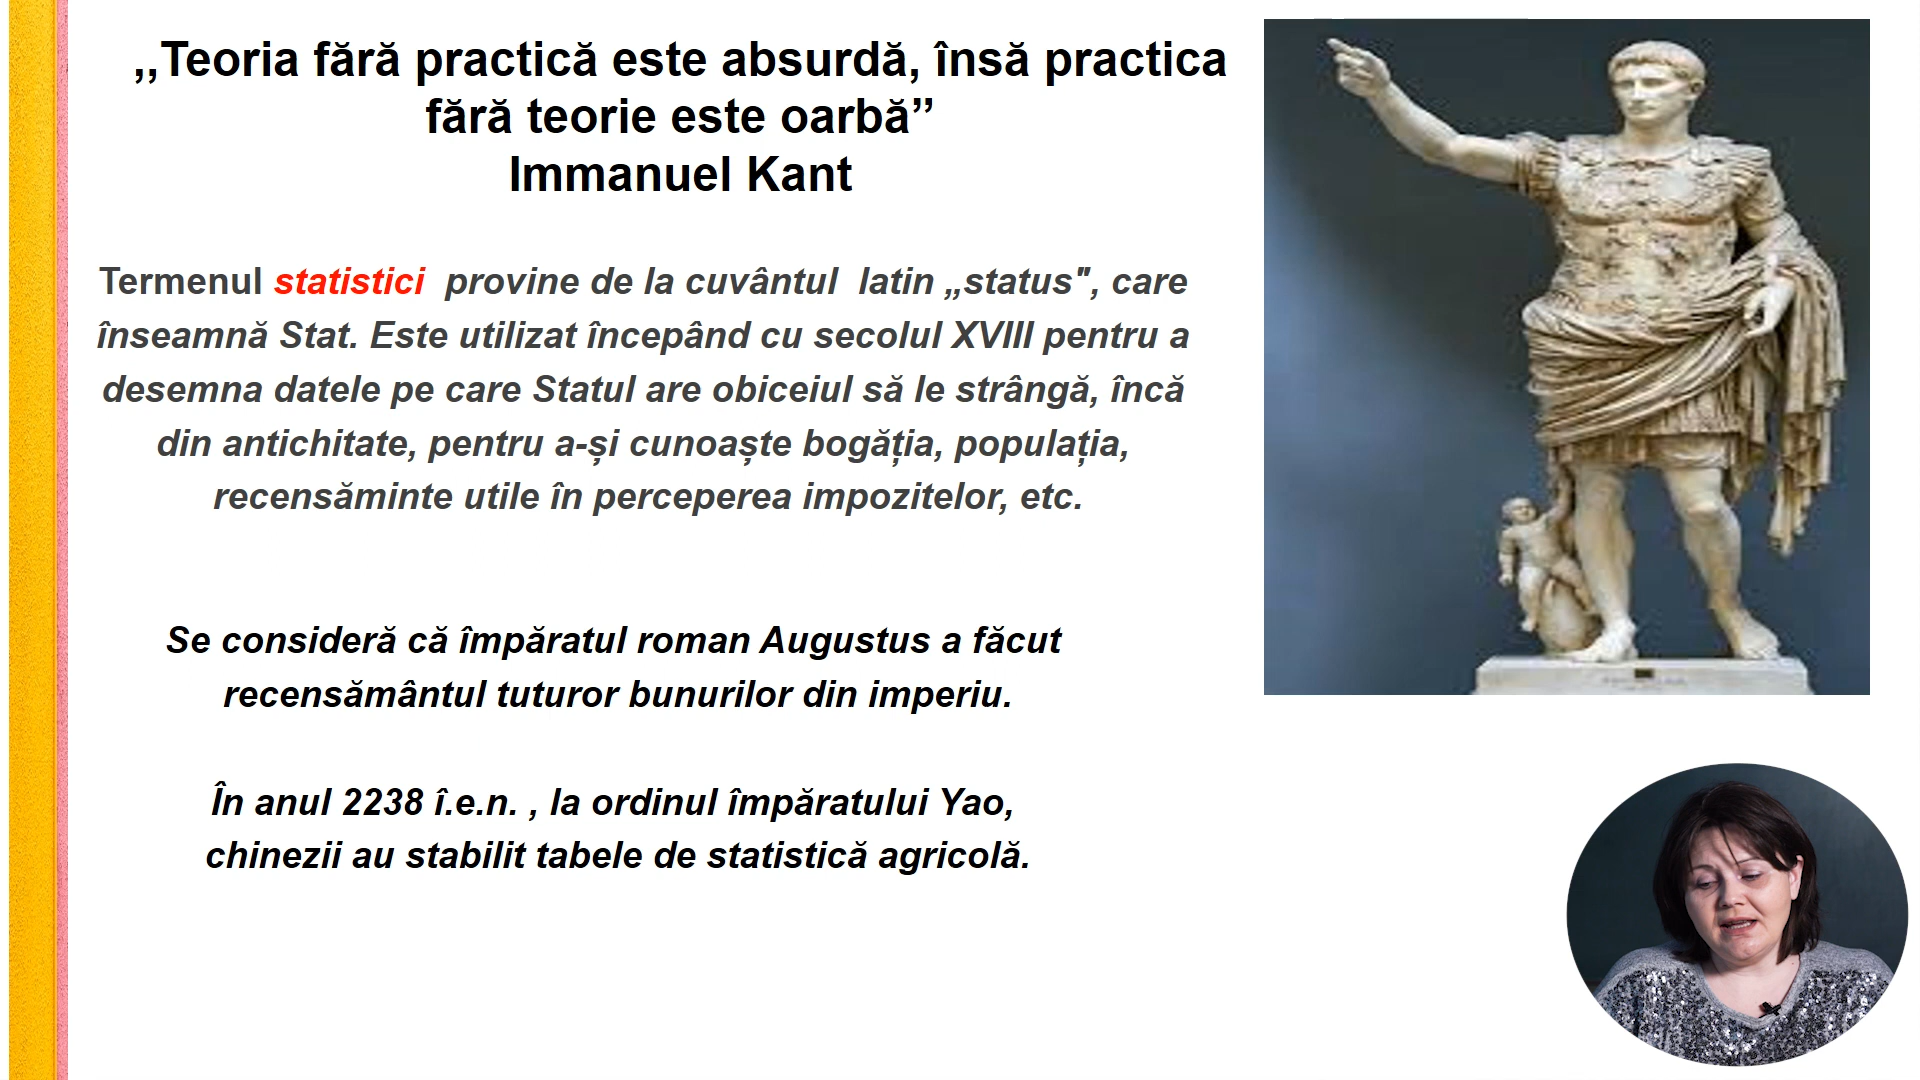 ,,Teoria fără practică este absurdă, însă practica
fără teorie este oarbă”
Immanuel Kant
Termenul statistici provine de la cuvântul latin „status", care
înseamnă Stat. Este utilizat începând cu secolul XVIII pentru a
desemna datele pe care Statul are obiceiul să le strângă, încă
din antichitate, pentru a-și cunoaște bogăția, populația,
recensăminte utile în perceperea impozitelor, etc.
Se consideră că împăratul roman Augustus a făcut
recensământul tuturor bunurilor din imperiu.
În anul 2238 î.e.n. , la ordinul împăratului Yao,
chinezii au stabilit tabele de statistică agricolă.